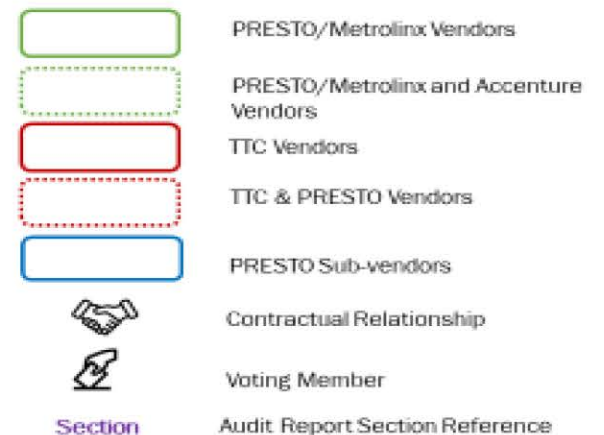 PRESTO/Metrolinx Vendors
PRESTO/Metrolinx and Accenture
Vendors
TTC Vendors
TTC & PRESTO Vendors
PRESTO Sub-vendors
Contractual Relationship
Voting Member
Section Audit Report Section Reference